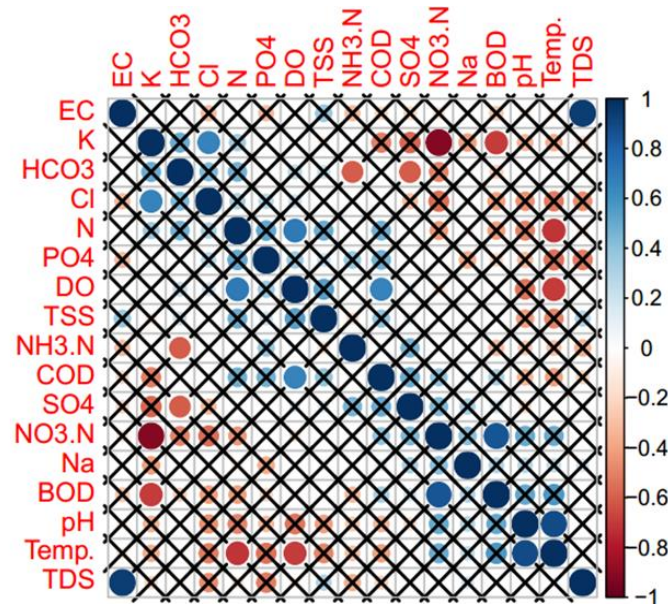 EC K HCO3 Cl N PO4 DO TSS NH3.N COD SO4 NO3.N Na BOD pH Temp. TDS
EC
K
HCO3
Cl
N
PO4
DO
TSS
NH3.N
COD
SO4
NO3.N
Na
BOD
pH
Temp.
TDS
1
0.8
0.6
0.4
0.2
0
-0.2
-0.4
-0.6
-0.8
-1